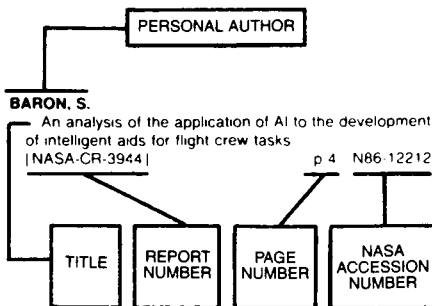 PERSONAL AUTHOR
BARON, S.
An analysis of the application of AI to the development
of intelligent aids for flight crew tasks
|NASA-CR-3944| p 4 N86-12212
TITLE
REPORT
NUMBER
PAGE
NUMBER
NASA
ACCESSION
NUMBER